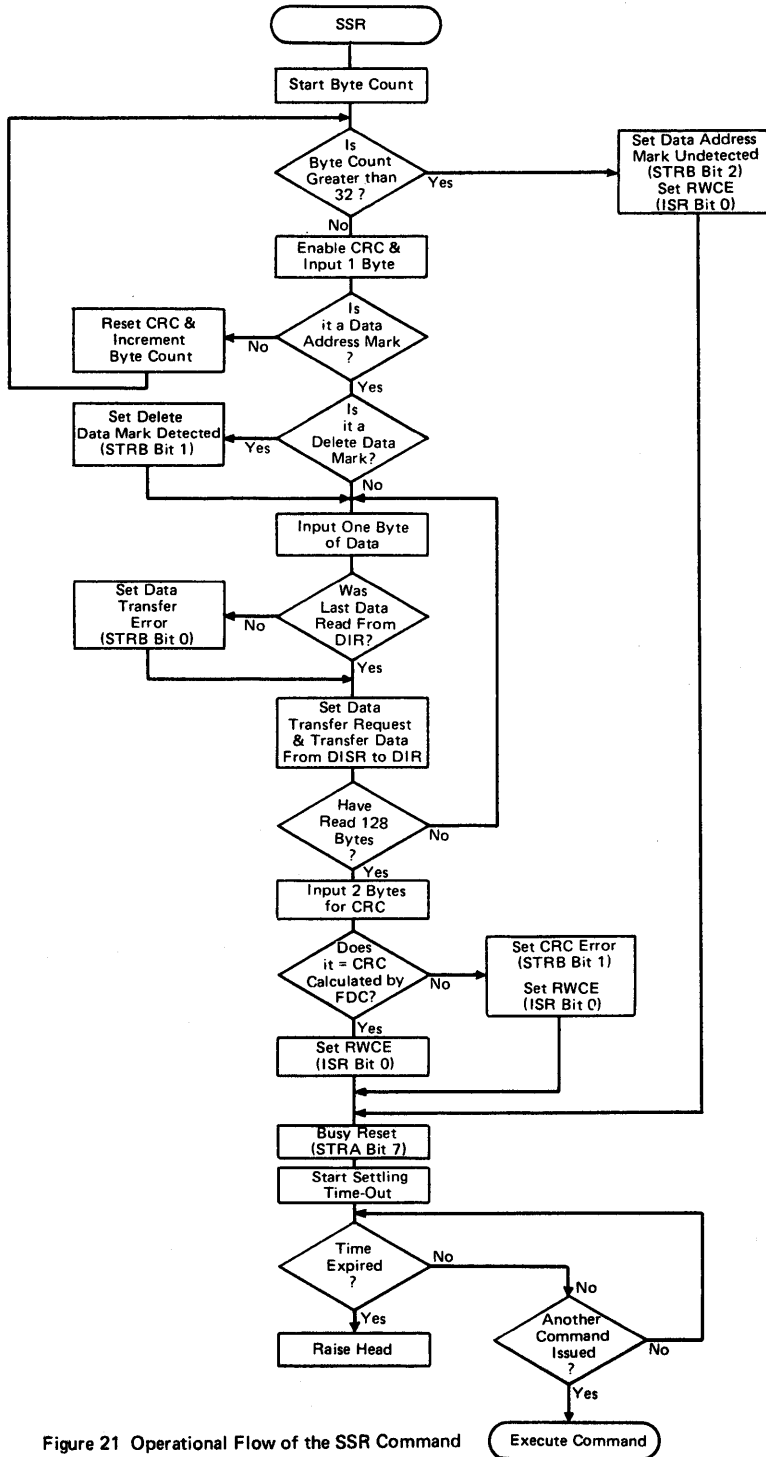 SSR
Start Byte Count
Is
Byte Count
Greater than
32 ?
Yes
No
Set Data Address
Mark Undetected
(STRB Bit 2)
Set RWCE
(ISR Bit 0)
Enable CRC &
Input 1 Byte
Is
it a Data
Address Mark
?
No
Yes
Reset CRC &
Increment
Byte Count
Is
it a
Delete Data
Mark?
Yes
No
Set Delete
Data Mark Detected
(STRB Bit 1)
Input One Byte
of Data
Was
Last Data
Read From
DIR?
No
Yes
Set Data
Transfer
Error
(STRB Bit 0)
Set Data
Transfer Request
& Transfer Data
From DISR to DIR
Have
Read 128
Bytes
?
No
Yes
Input 2 Bytes
for CRC
Does
it = CRC
Calculated by
FDC?
No
Yes
Set CRC Error
(STRB Bit 1)
Set RWCE
(ISR Bit 0)
Set RWCE
(ISR Bit 0)
Busy Reset
(STRA Bit 7)
Start Settling
Time-Out
Time
Expired
?
No
Yes
Raise Head
No
Another
Command
Issued
?
No
Yes
Execute Command
Figure 21 Operational Flow of the SSR Command